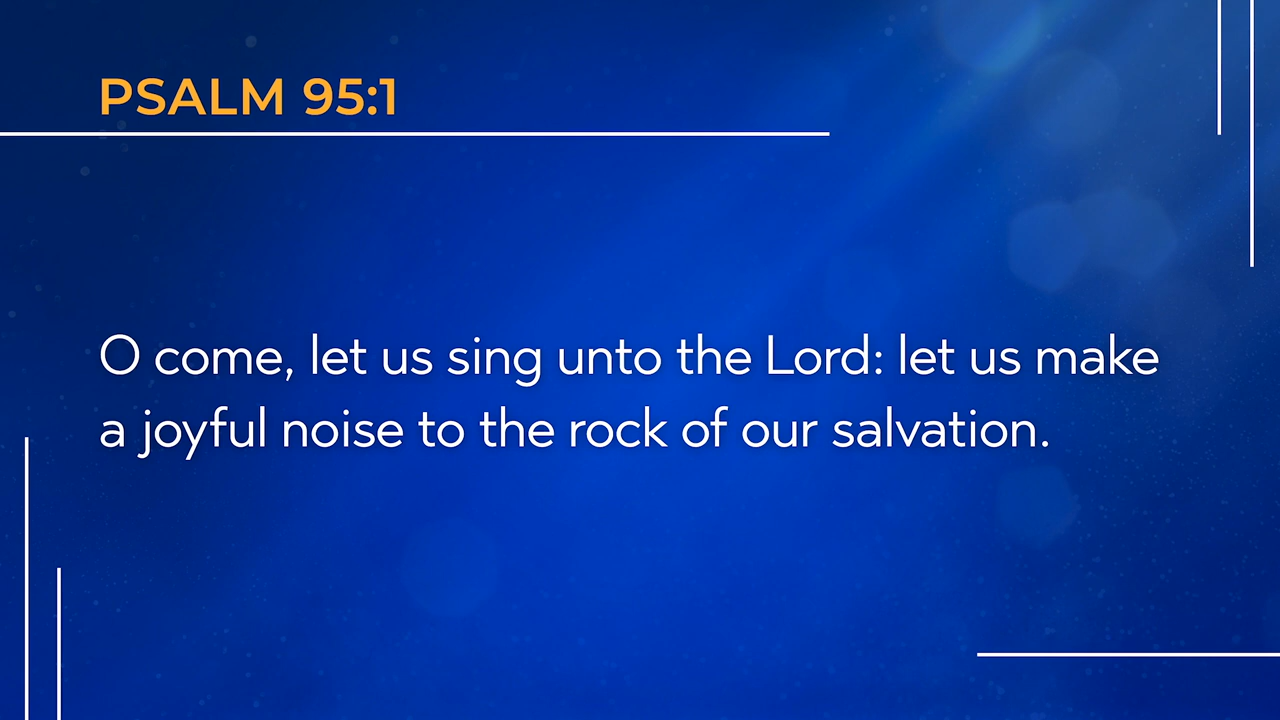 PSALM 95:1
O come, let us sing unto the Lord: let us make
a joyful noise to the rock of our salvation.